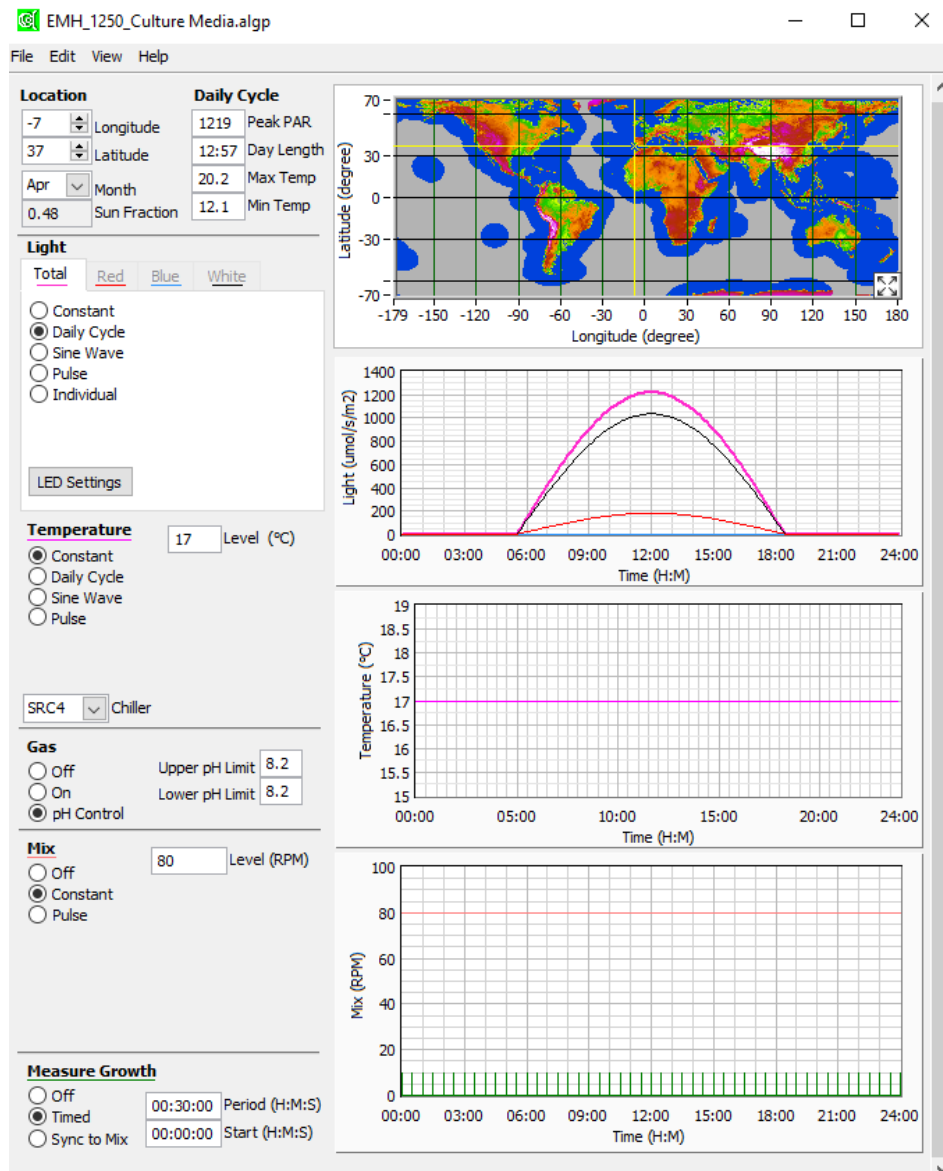 EMH_1250_Culture Media.algp
File Edit View Help
Location
-7 Longitude
37 Latitude
Apr Month
0.48 Sun Fraction
Daily Cycle
1219 Peak PAR
12:57 Day Length
20.2 Max Temp
12.1 Min Temp
Light
Total Red Blue White
Constant
Daily Cycle
Sine Wave
Pulse
Individual
LED Settings
Temperature
17 Level (ºC)
Constant
Daily Cycle
Sine Wave
Pulse
SRC4 Chiller
Gas
Off
On
pH Control
Upper pH Limit 8.2
Lower pH Limit 8.2
Mix
80 Level (RPM)
Off
Constant
Pulse
Measure Growth
Off
Timed
Sync to Mix
00:30:00 Period (H:M:S)
00:00:00 Start (H:M:S)
Latitude (degree)
70
30
0
-30
-70
-179 -150 -120 -90 -60 -30 0 30 60 90 120 150 180
Longitude (degree)
Light (umol/s/m2)
1400
1200
1000
800
600
400
200
0
00:00 03:00 06:00 09:00 12:00 15:00 18:00 21:00 24:00
Time (H:M)
Temperature (ºC)
19
18.5
18
17.5
17
16.5
16
15.5
15
00:00 05:00 10:00 15:00 20:00 24:00
Time (H:M)
Mix (RPM)
100
80
60
40
20
0
00:00 03:00 06:00 09:00 12:00 15:00 18:00 21:00 24:00
Time (H:M)